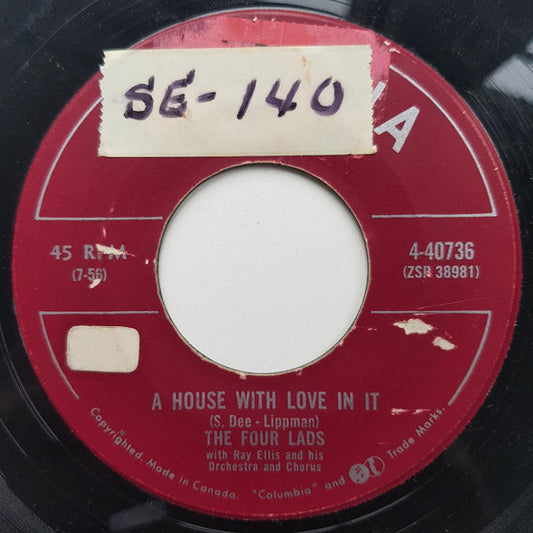 SE-140
45 RPM
(7-56)
4-40736
(ZSP 38981)
A HOUSE WITH LOVE IN IT
(S. Dee - Lippman)
THE FOUR LADS
with Ray Ellis and his
Orchestra and Chorus
Copyrighted. Made in Canada. "Columbia" and Trade Marks.